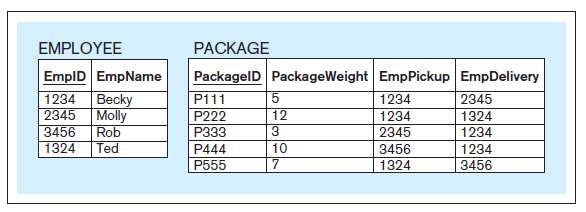 EMPLOYEE PACKAGE
EmpID EmpName PackageID PackageWeight EmpPickup EmpDelivery
1234 Becky P111 5 1234 2345
2345 Molly P222 12 1234 1324
3456 Rob P333 3 2345 1234
1324 Ted P444 10 3456 1234
P555 7 1324 3456